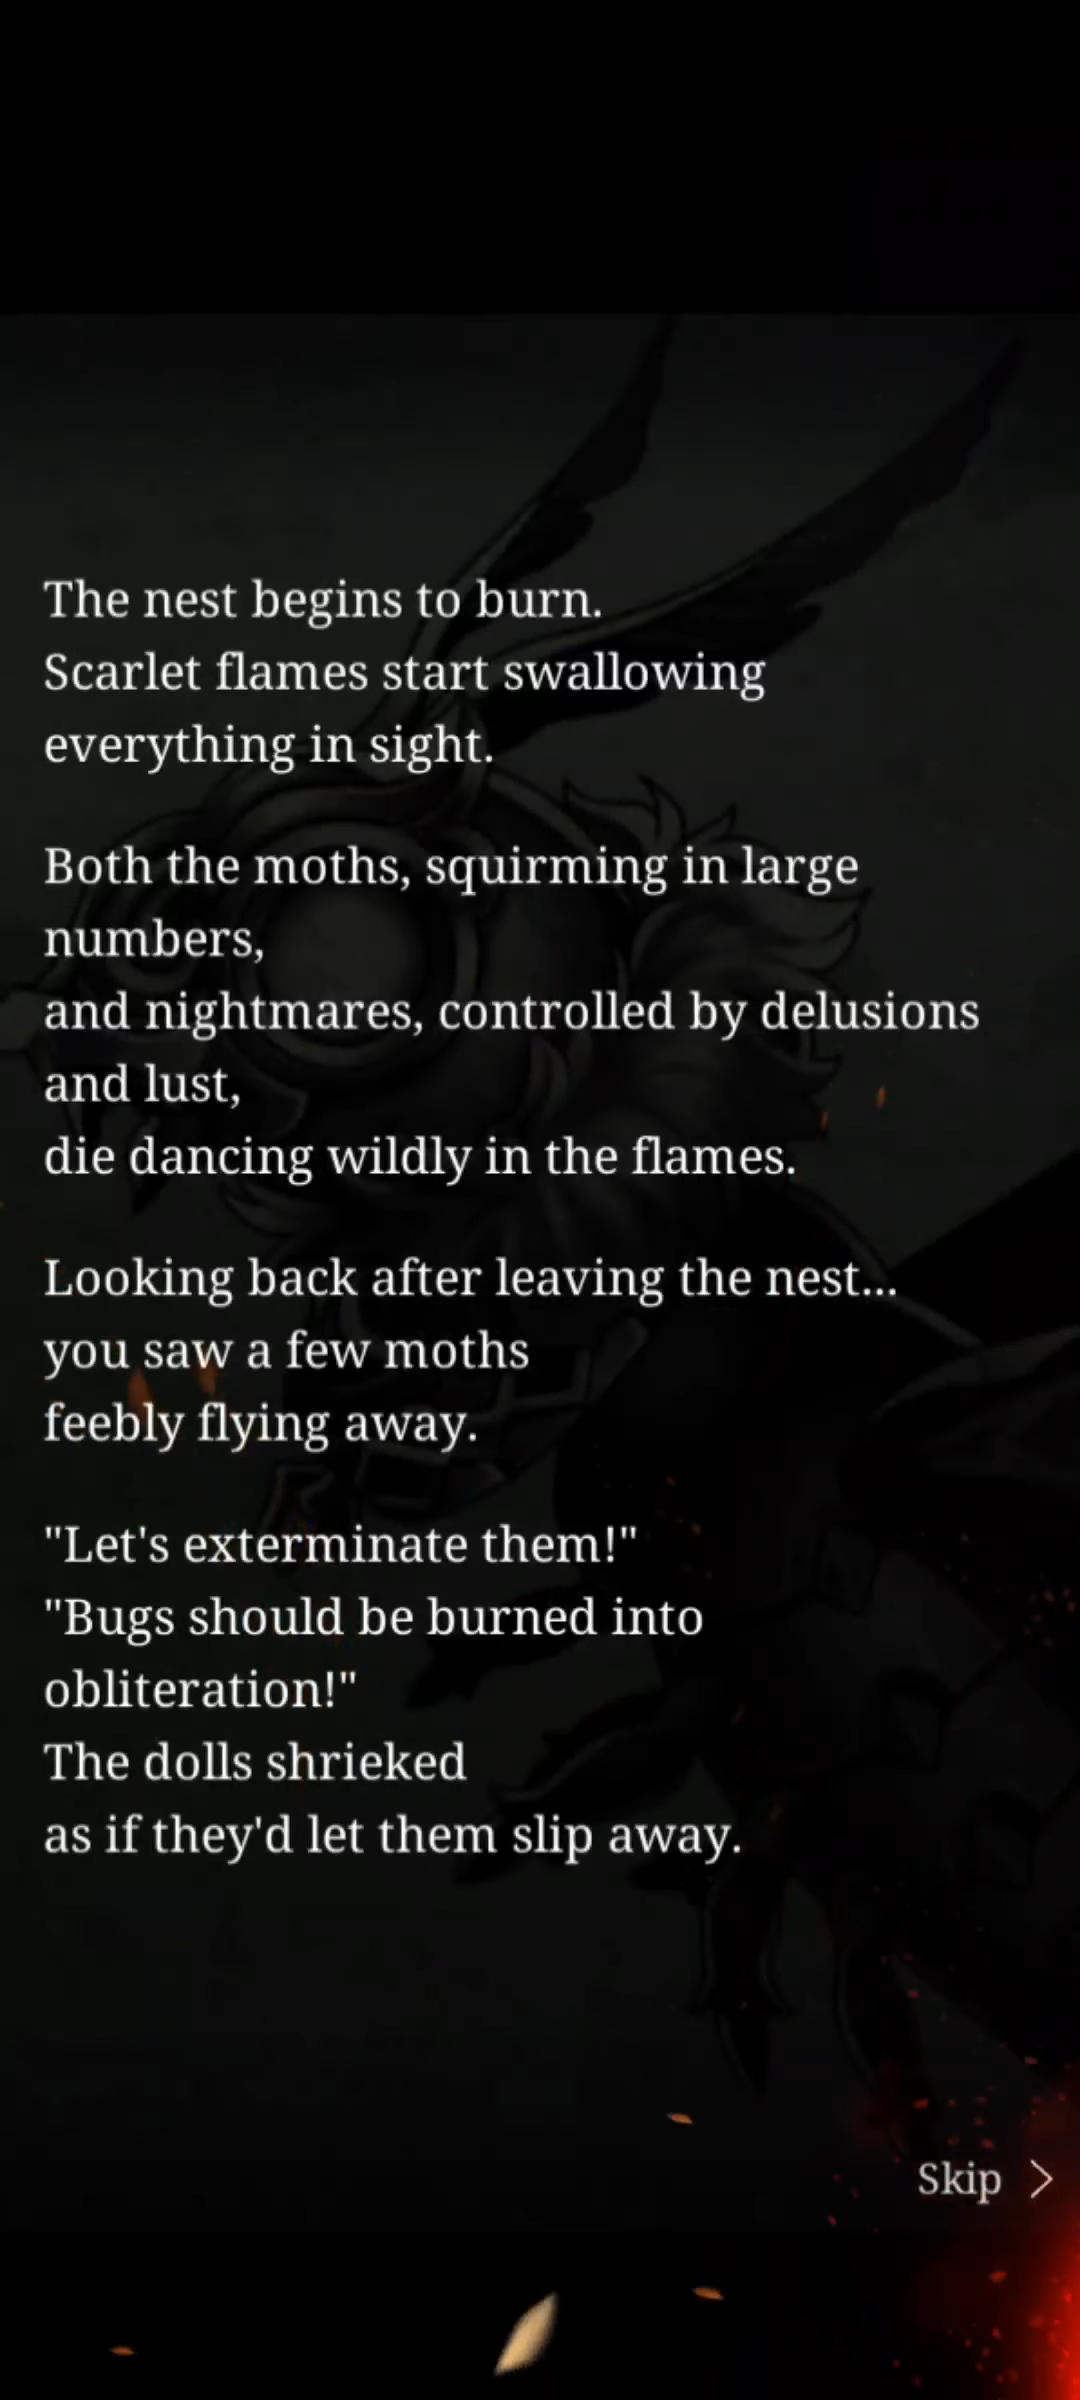 The nest begins to burn.
Scarlet flames start swallowing
everything in sight.
Both the moths, squirming in large
numbers,
and nightmares, controlled by delusions
and lust,
die dancing wildly in the flames.
Looking back after leaving the nest...
you saw a few moths
feebly flying away.
"Let's exterminate them!"
"Bugs should be burned into
obliteration!"
The dolls shrieked
as if they'd let them slip away.
Skip >